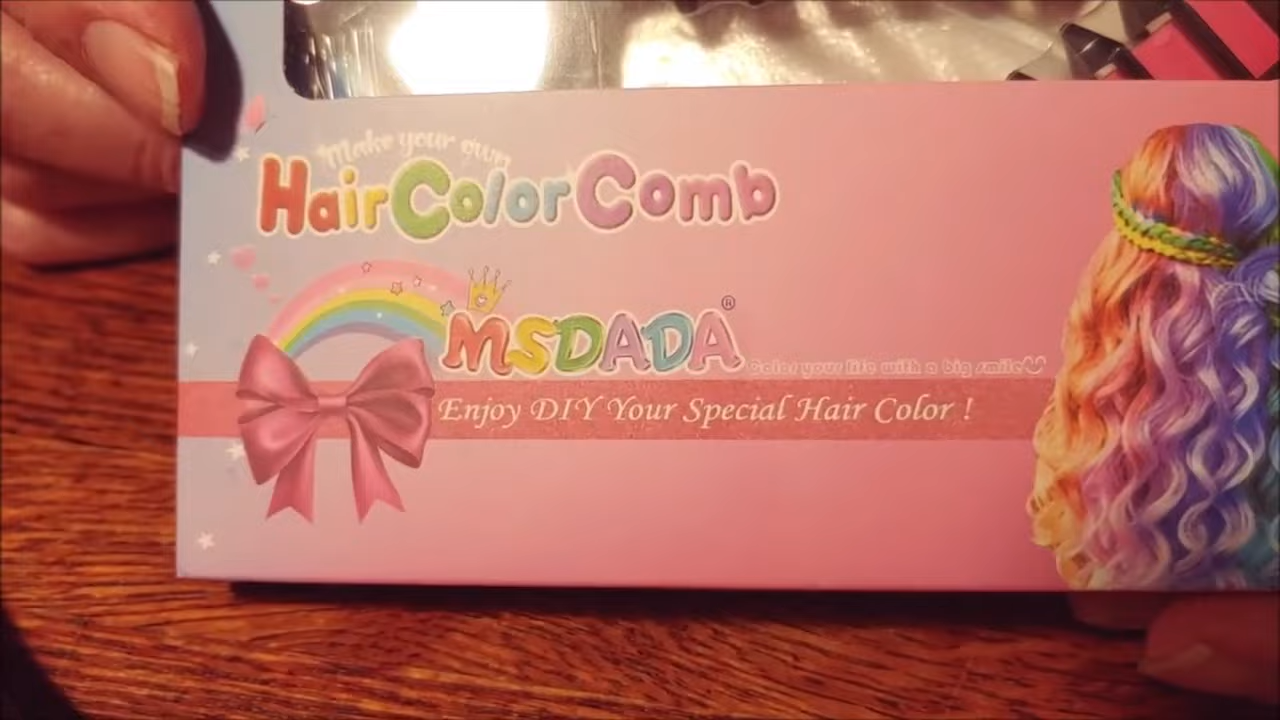 Make your own
HairColorComb
MSDADA®
Color your life with a big smile
Enjoy DIY Your Special Hair Color !